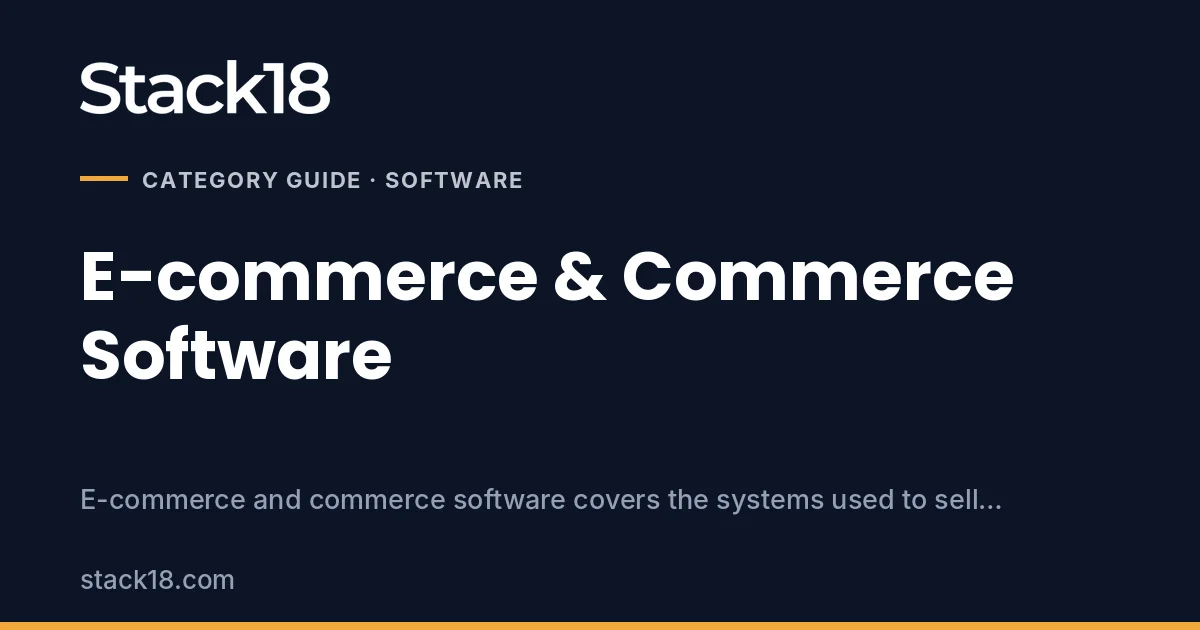 Stack18
CATEGORY GUIDE · SOFTWARE
E-commerce & Commerce
Software
E-commerce and commerce software covers the systems used to sell...
stack18.com